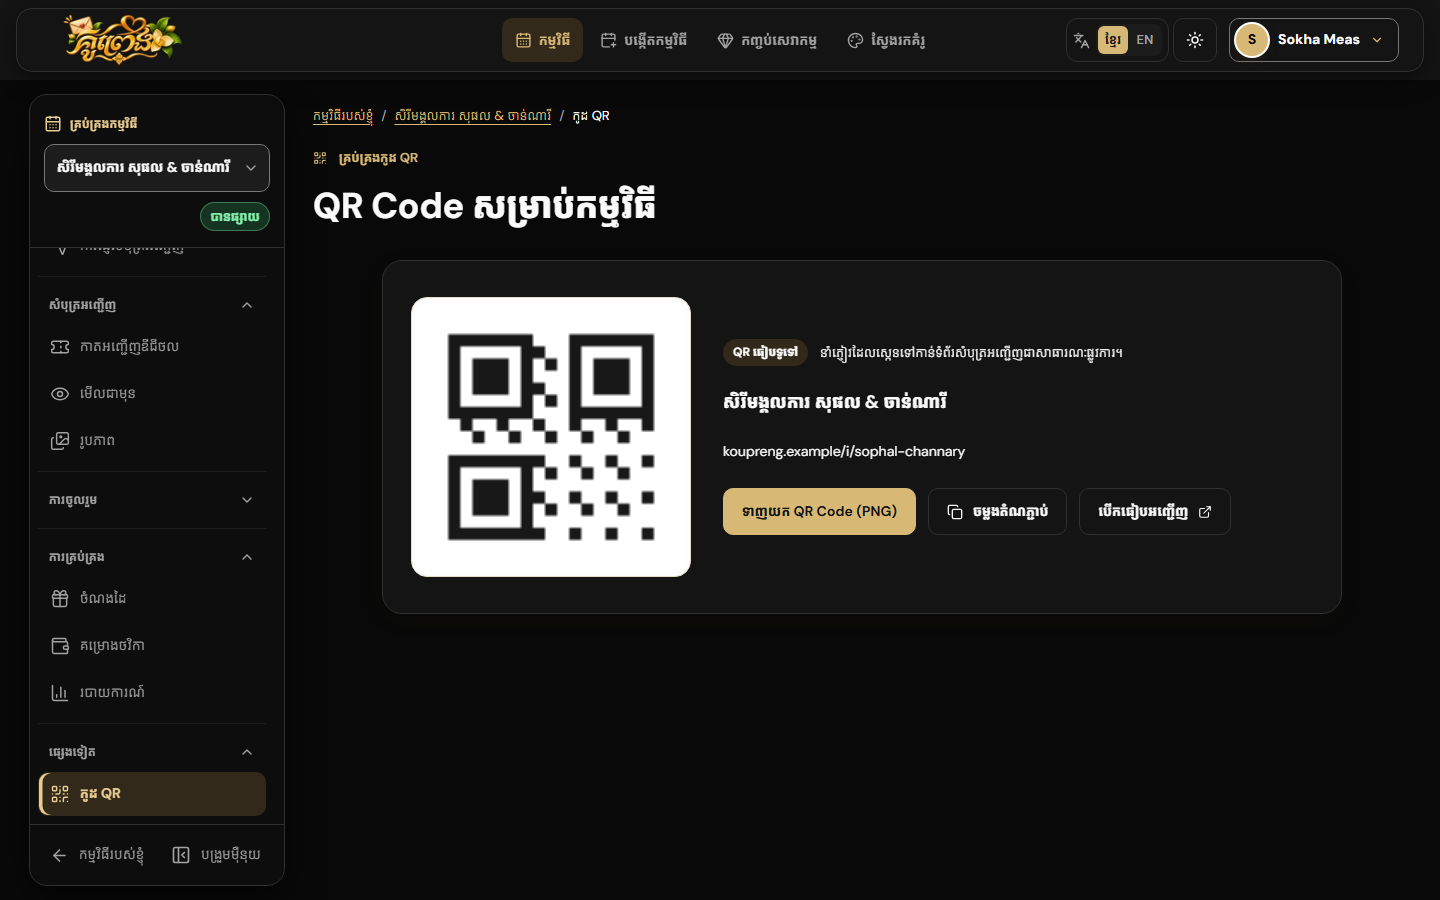 គូព្រេង
កម្មវិធី
បង្កើតកម្មវិធី
កញ្ចប់សេវាកម្ម
ស្វែងរកគំរូ
ខ្មែរ
EN
S
Sokha Meas
គ្រប់គ្រងកម្មវិធី
សិរីមង្គលការ សុផល & ចាន់ណារី
បានផ្សាយ
សំបុត្រអញ្ជើញ
កាតអញ្ជើញឌីជីថល
មើលជាមុន
រូបភាព
ការចូលរួម
ការគ្រប់គ្រង
ចំណងដៃ
គម្រោងថវិកា
របាយការណ៍
ផ្សេងទៀត
កូដ QR
កម្មវិធីរបស់ខ្ញុំ
បង្រួមម៉ឺនុយ
កម្មវិធីរបស់ខ្ញុំ / សិរីមង្គលការ សុផល & ចាន់ណារី / កូដ QR
គ្រប់គ្រងកូដ QR
QR Code សម្រាប់កម្មវិធី
QR ធៀបទូទៅ
នាំភ្ញៀវដែលស្កេនទៅកាន់ទំព័រសំបុត្រអញ្ជើញជាសាធារណៈផ្លូវការ។
សិរីមង្គលការ សុផល & ចាន់ណារី
koupreng.example/i/sophal-channary
ទាញយក QR Code (PNG)
ចម្លងតំណភ្ជាប់
បើកធៀបអញ្ជើញ